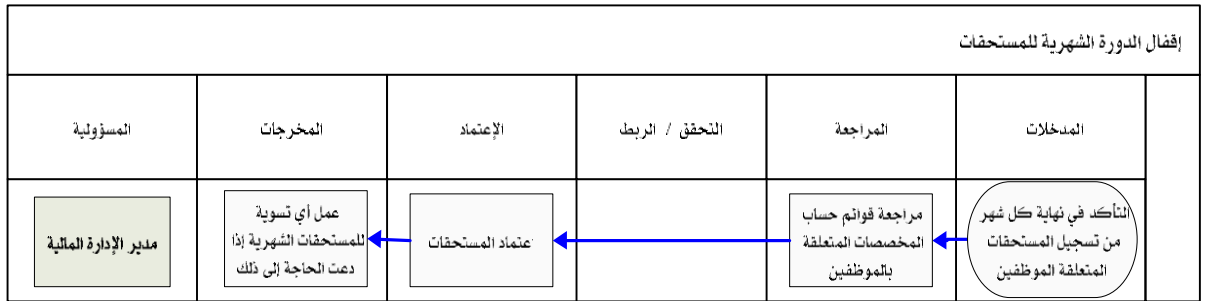 إقفال الدورة الشهرية للمستحقات
المدخلات
المراجعة
التحقق / الربط
الإعتماد
المخرجات
المسؤولية
التأكد في نهاية كل شهر
من تسجيل المستحقات
المتعلقة الموظفين
مراجعة قوائم حساب
المخصصات المتعلقة
بالموظفين
اعتماد المستحقات
عمل أي تسوية
للمستحقات الشهرية إذا
دعت الحاجة إلى ذلك
مدير الإدارة المالية